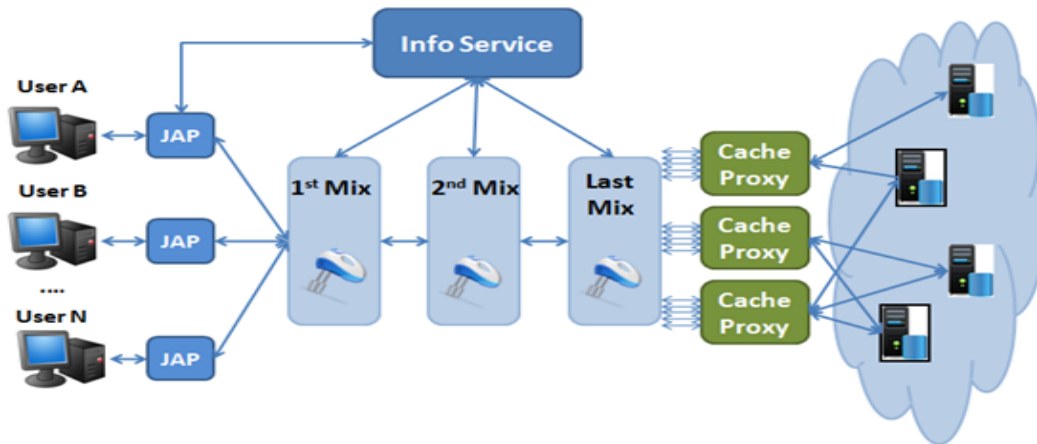 Info Service
User A
JAP
User B
JAP
....
User N
JAP
1st Mix
2nd Mix
Last
Mix
Cache
Proxy
Cache
Proxy
Cache
Proxy